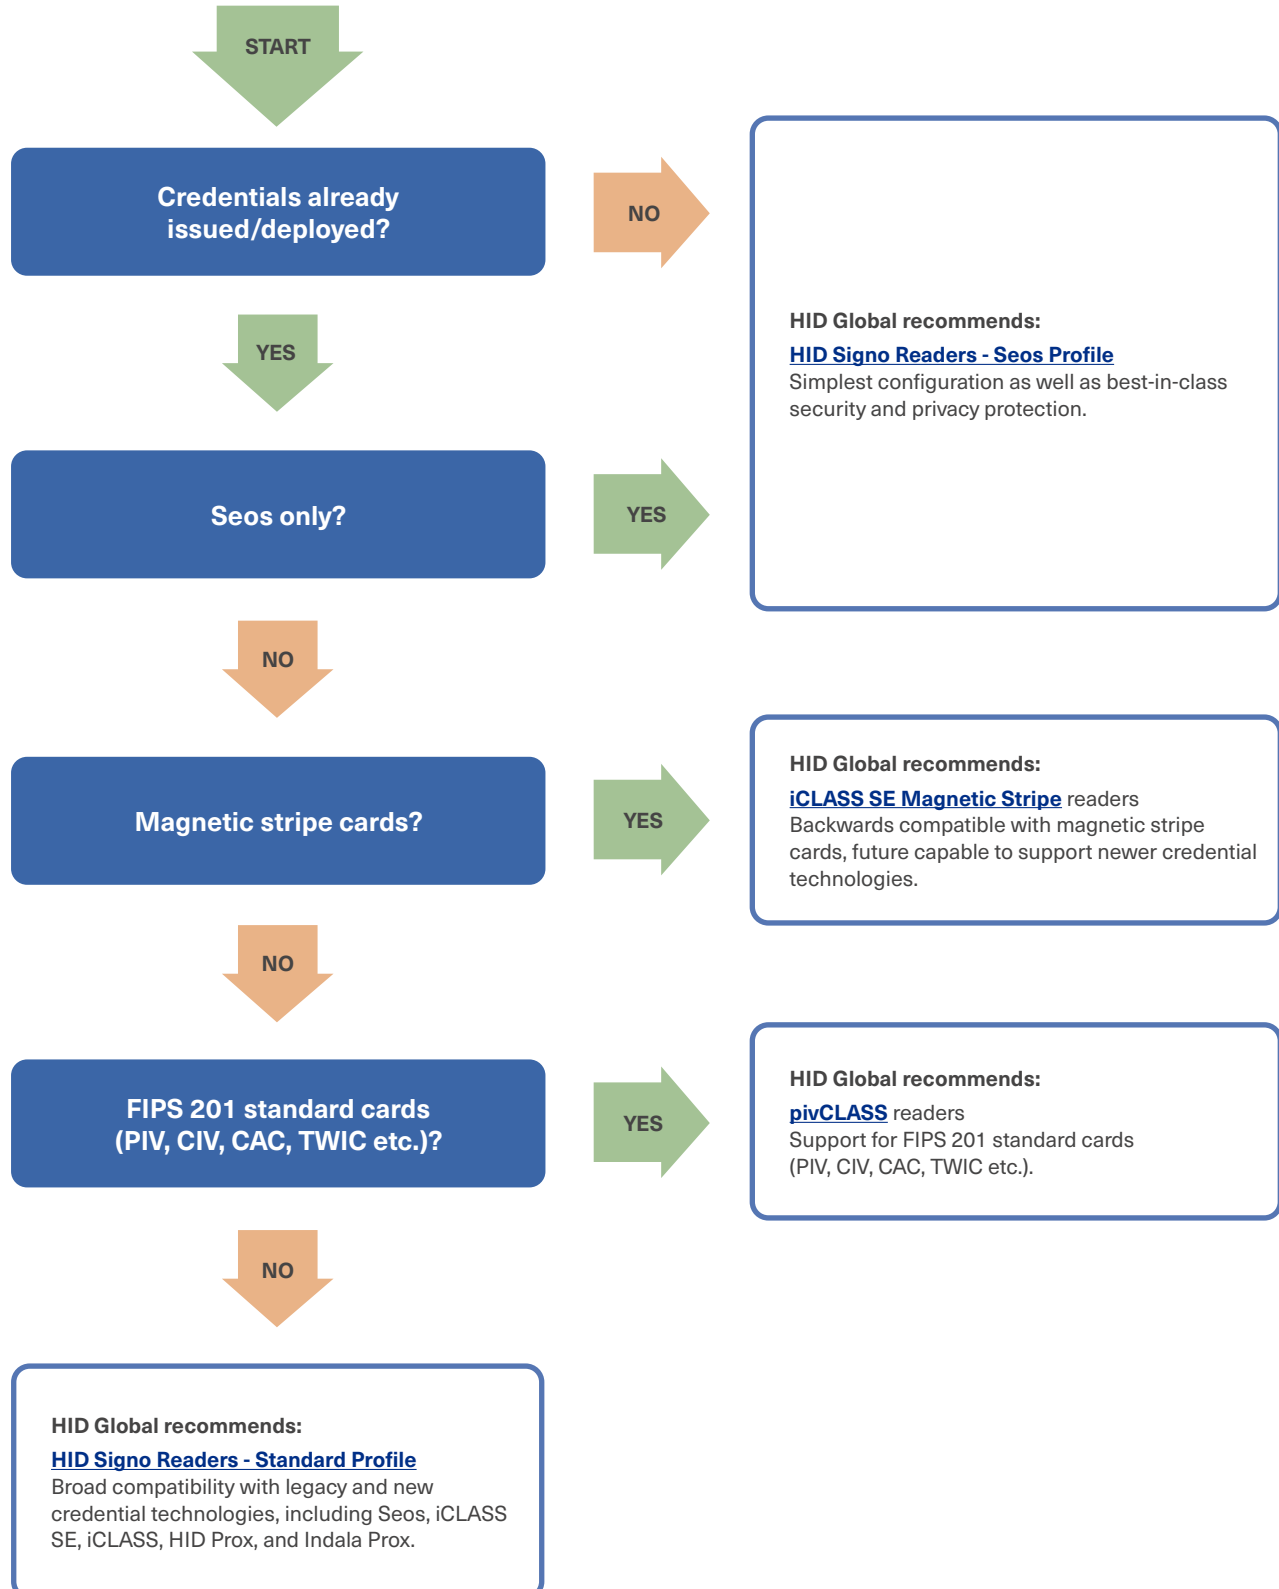 START
Credentials already
issued/deployed?
NO
HID Global recommends:
HID Signo Readers - Seos Profile
Simplest configuration as well as best-in-class
security and privacy protection.
YES
Seos only?
YES
NO
Magnetic stripe cards?
YES
HID Global recommends:
iCLASS SE Magnetic Stripe readers
Backwards compatible with magnetic stripe
cards, future capable to support newer credential
technologies.
NO
FIPS 201 standard cards
(PIV, CIV, CAC, TWIC etc.)?
YES
HID Global recommends:
pivCLASS readers
Support for FIPS 201 standard cards
(PIV, CIV, CAC, TWIC etc.).
NO
HID Global recommends:
HID Signo Readers - Standard Profile
Broad compatibility with legacy and new
credential technologies, including Seos, iCLASS
SE, iCLASS, HID Prox, and Indala Prox.